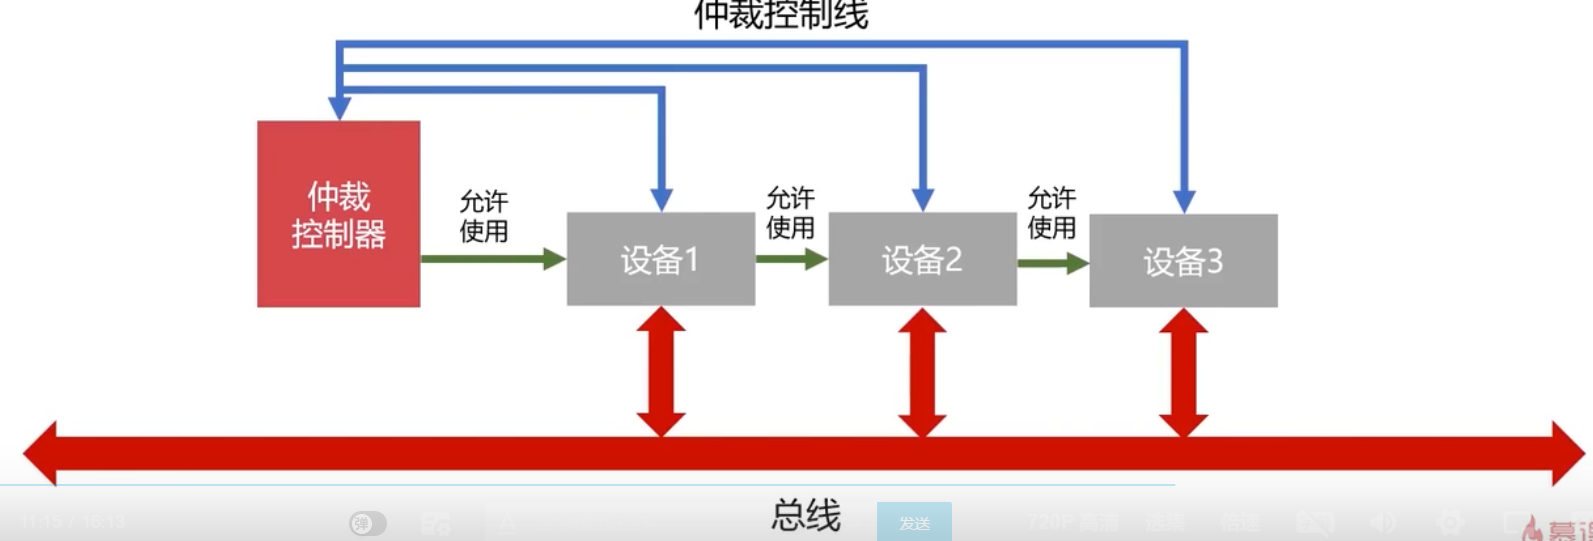 仲裁控制线
仲裁
控制器
允许
使用
设备1
允许
使用
设备2
允许
使用
设备3
总线
11:15 / 16:18
弹
发送
720P 高清
选集
倍速